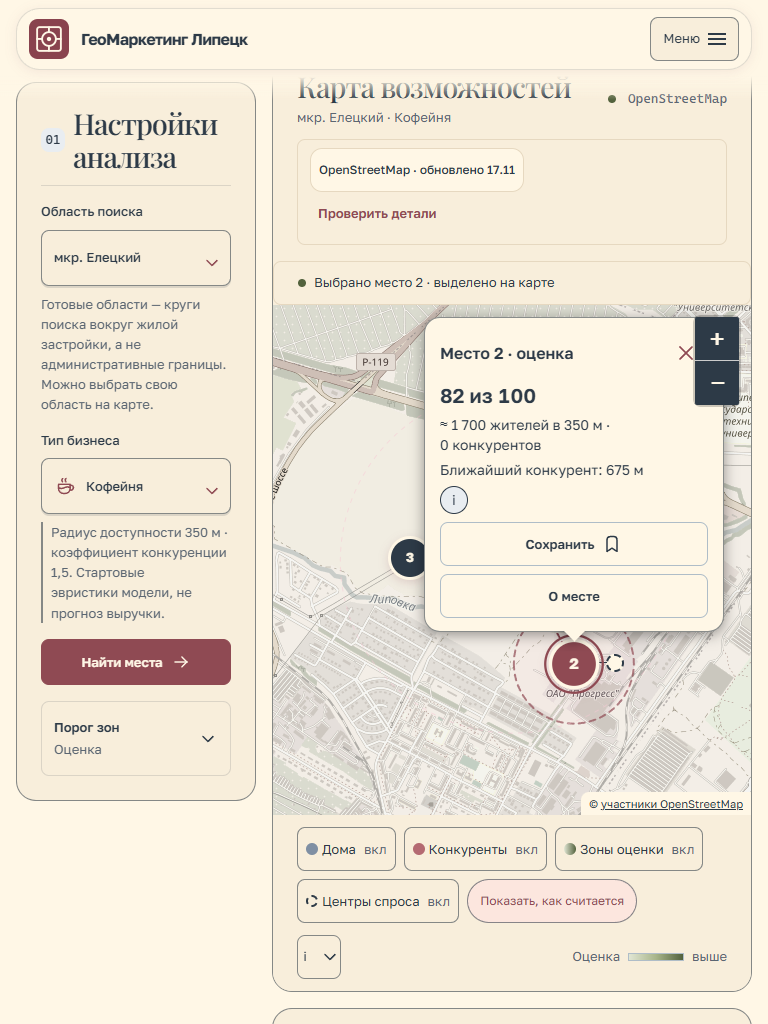 ГеоМаркетинг Липецк
Меню
01
Настройки
анализа
Область поиска
мкр. Елецкий
Готовые области — круги
поиска вокруг жилой
застройки, а не
административные границы.
Можно выбрать свою
область на карте.
Тип бизнеса
Кофейня
Радиус доступности 350 м ·
коэффициент конкуренции
1,5. Стартовые
эвристики модели, не
прогноз выручки.
Найти места
Порог зон
Оценка
Карта возможностей
OpenStreetMap
мкр. Елецкий · Кофейня
OpenStreetMap · обновлено 17.11
Проверить детали
Выбрано место 2 · выделено на карте
Р-119
Место 2 · оценка
+
−
82 из 100
≈ 1 700 жителей в 350 м ·
0 конкурентов
Ближайший конкурент: 675 м
i
Сохранить
О месте
3
Липовка
2
ОАО "Прогресс"
© участники OpenStreetMap
Дома вкл
Конкуренты вкл
Зоны оценки вкл
Центры спроса вкл
Показать, как считается
i
Оценка
выше